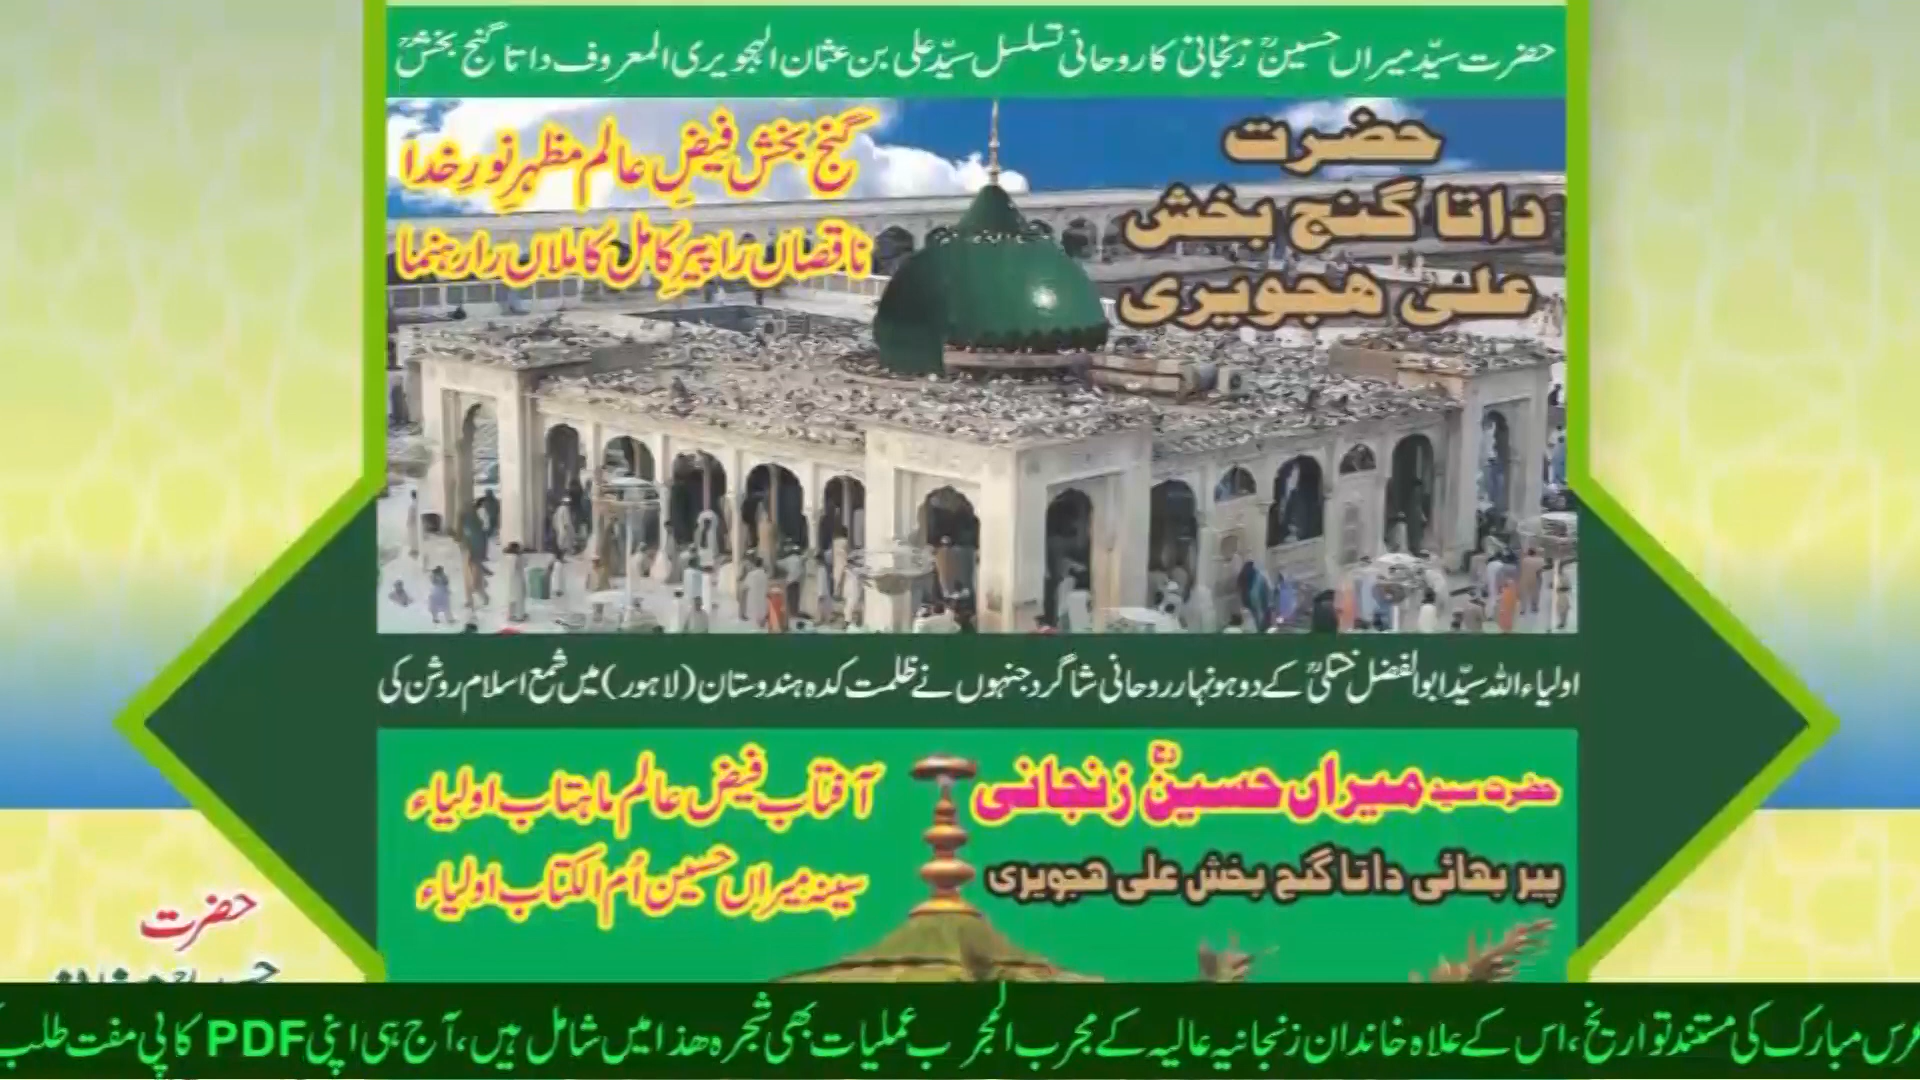 حضرت سیّد میراں حسینؒ زنجانی کا روحانی تسلسل سیّد علی بن عثمان الہجویری المعروف داتا گنج بخشؒ
حضرت
داتا گنج بخش
علی هجویری
گنج بخش فیضِ عالم مظہرِ نورِ خدا
ناقصاں را پیرِ کامل کاملاں را رہنما
اولیاء اللہ سیّد ابوالفضل ختلیؒ کے دو ہونہار روحانی شاگرد جنہوں نے ظلمت کدہ ہندوستان (لاہور) میں شمع اسلام روشن کی
حضرت سید میراں حسینؒ زنجانی
پیر بھائی داتا گنج بخش علی هجویری
آفتاب فیض عالم ماہتاب اولیاء
سینہ میراں حسین اُم الکتاب اولیاء
حضرت
عرس مبارک کی مستند تواریخ، اس کے علاہ خاندان زنجانیہ عالیہ کے مجرب المجرب عملیات بھی شجرہ ھذا میں شامل ہیں، آج ہی اپنی PDF کاپی مفت طلب